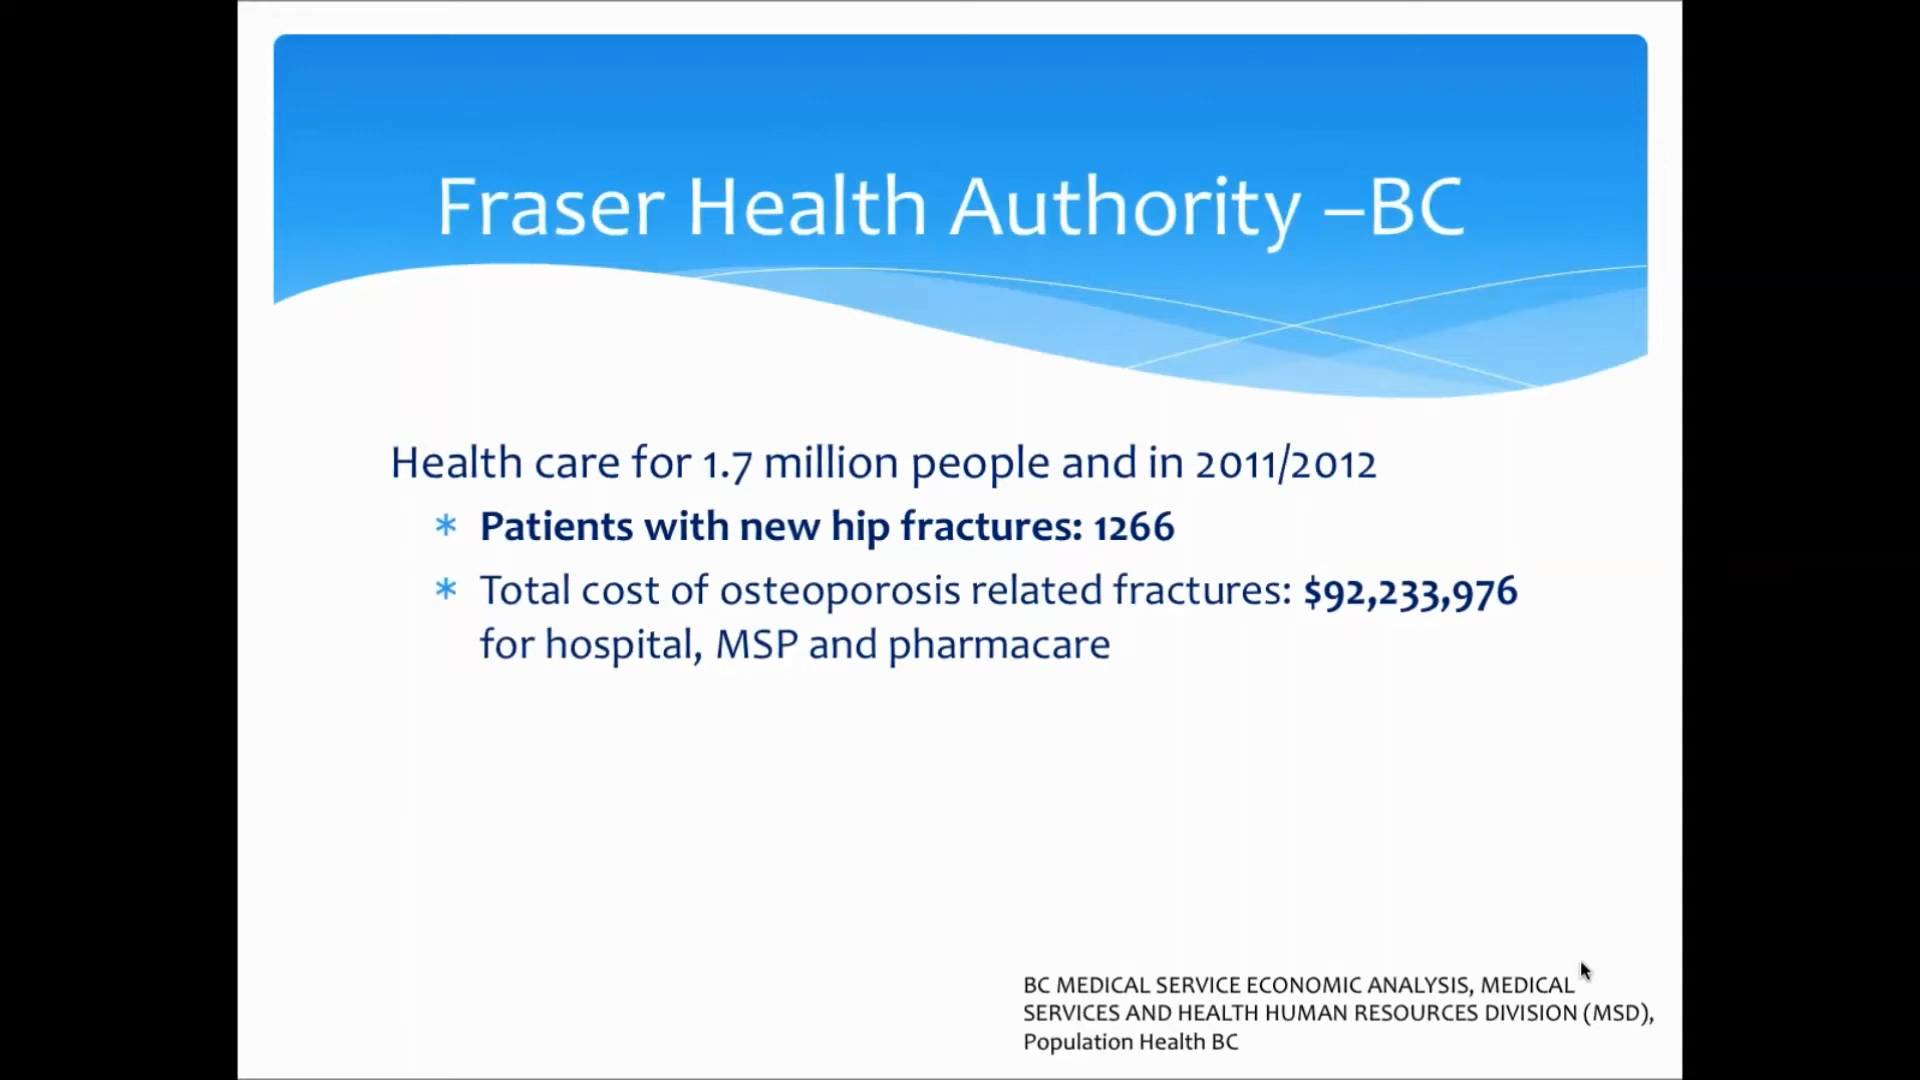 Fraser Health Authority –BC
Health care for 1.7 million people and in 2011/2012
* Patients with new hip fractures: 1266
* Total cost of osteoporosis related fractures: $92,233,976
for hospital, MSP and pharmacare
BC MEDICAL SERVICE ECONOMIC ANALYSIS, MEDICAL
SERVICES AND HEALTH HUMAN RESOURCES DIVISION (MSD),
Population Health BC